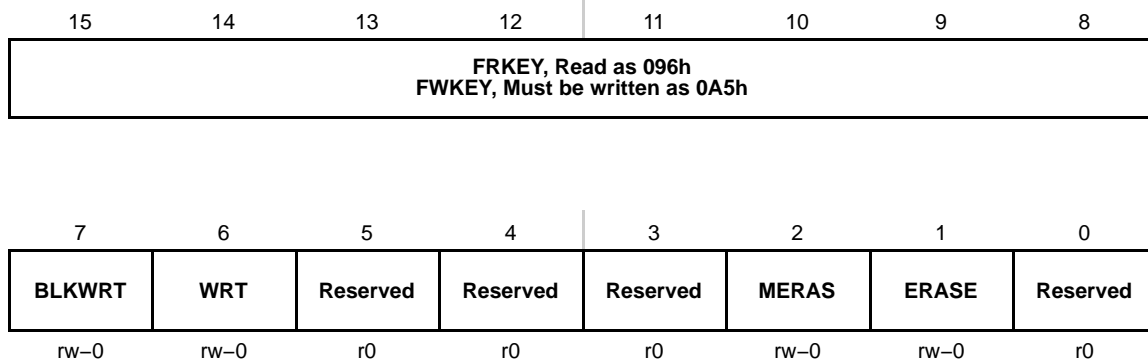 15 14 13 12 11 10 9 8
FRKEY, Read as 096h
FWKEY, Must be written as 0A5h
7 6 5 4 3 2 1 0
BLKWRT WRT Reserved Reserved Reserved MERAS ERASE Reserved
rw−0 rw−0 r0 r0 r0 rw−0 rw−0 r0